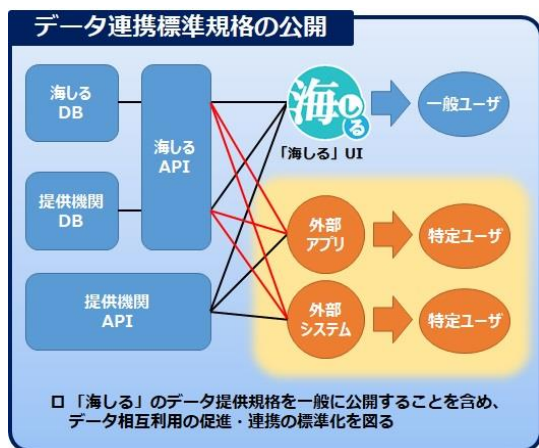 データ連携標準規格の公開
海しる
DB
海しる
API
提供機関
DB
提供機関
API
海しる
「海しる」UI
一般ユーザ
外部
アプリ
特定ユーザ
外部
システム
特定ユーザ
□「海しる」のデータ提供規格を一般に公開することを含め、
データ相互利用の促進・連携の標準化を図る